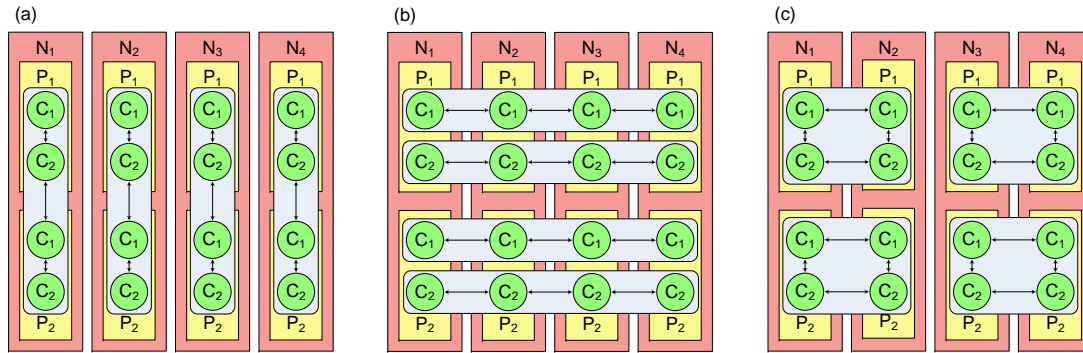 (a) (b) (c)
N₁ N₂ N₃ N₄ N₁ N₂ N₃ N₄ N₁ N₂ N₃ N₄
P₁ P₁ P₁ P₁ P₁ P₁ P₁ P₁ P₁ P₁ P₁ P₁
C₁ C₁ C₁ C₁ C₁ C₁ C₁ C₁ C₁ C₁ C₁ C₁
C₂ C₂ C₂ C₂ C₂ C₂ C₂ C₂ C₂ C₂ C₂ C₂
C₁ C₁ C₁ C₁ C₁ C₁ C₁ C₁ C₁ C₁ C₁ C₁
C₂ C₂ C₂ C₂ C₂ C₂ C₂ C₂ C₂ C₂ C₂ C₂
P₂ P₂ P₂ P₂ P₂ P₂ P₂ P₂ P₂ P₂ P₂ P₂